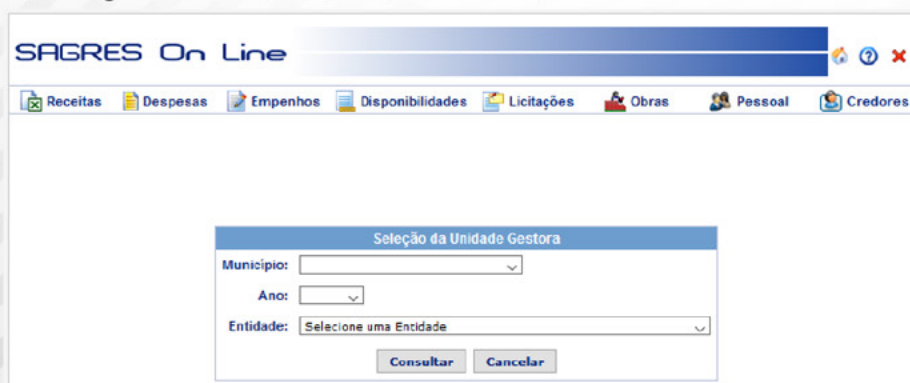 SAGRES On Line
Receitas Despesas Empenhos Disponibilidades Licitações Obras Pessoal Credores
Seleção da Unidade Gestora
Município:
Ano:
Entidade: Selecione uma Entidade
Consultar Cancelar